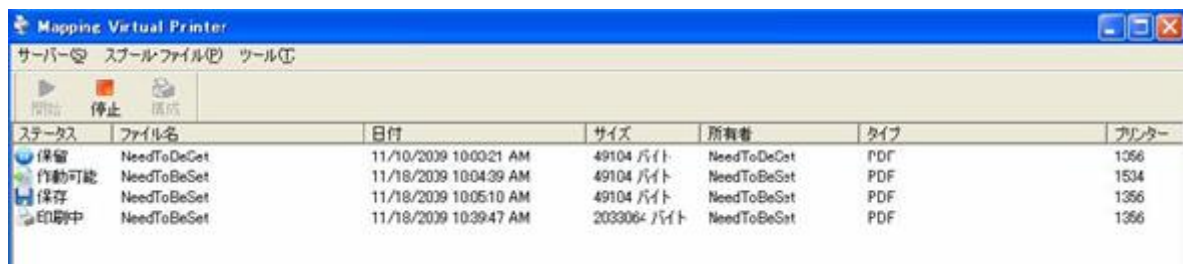 Mapping Virtual Printer
サーバー(S) スプール・ファイル(P) ツール(T)
開始 停止 構成
ステータス ファイル名 日付 サイズ 所有者 タイプ プリンター
保留 NeedToBeSet 11/18/2009 10:03:21 AM 49104 バイト NeedToBeSet PDF 1356
作動可能 NeedToBeSet 11/18/2009 10:04:39 AM 49104 バイト NeedToBeSet PDF 1534
保存 NeedToBeSet 11/18/2009 10:05:10 AM 49104 バイト NeedToBeSet PDF 1356
印刷中 NeedToBeSet 11/18/2009 10:39:47 AM 2033064 バイト NeedToBeSet PDF 1356